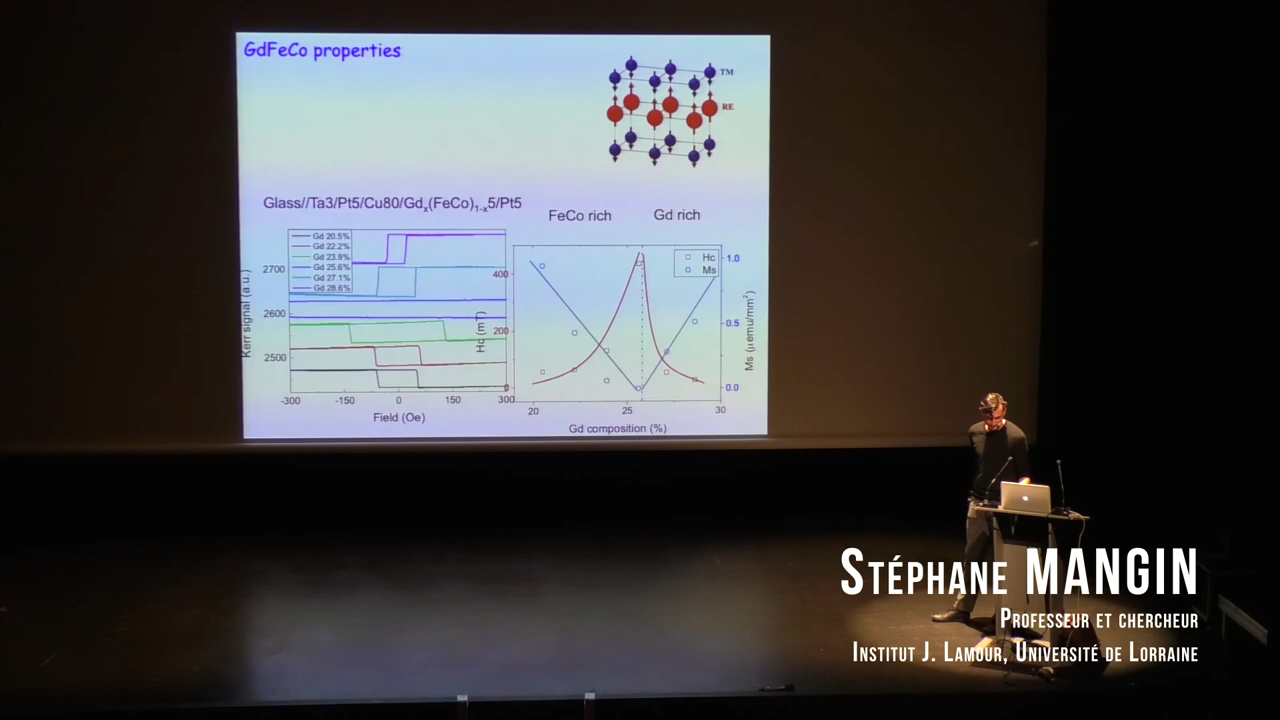 GdFeCo properties
TM
RE
Glass//Ta3/Pt5/Cu80/Gdx(FeCo)1-x5/Pt5
FeCo rich
Gd rich
Gd 20.5%
Gd 22.2%
Gd 23.9%
Gd 25.6%
Gd 27.1%
Gd 28.6%
2700
2600
2500
Kerr signal (a.u.)
-300
-150
0
150
300
Field (Oe)
Hc
Ms
400
200
0
Hc (mT)
1.0
0.5
0.0
Ms (µemu/mm²)
20
25
30
Gd composition (%)
STÉPHANE MANGIN
PROFESSEUR ET CHERCHEUR
INSTITUT J. LAMOUR, UNIVERSITÉ DE LORRAINE